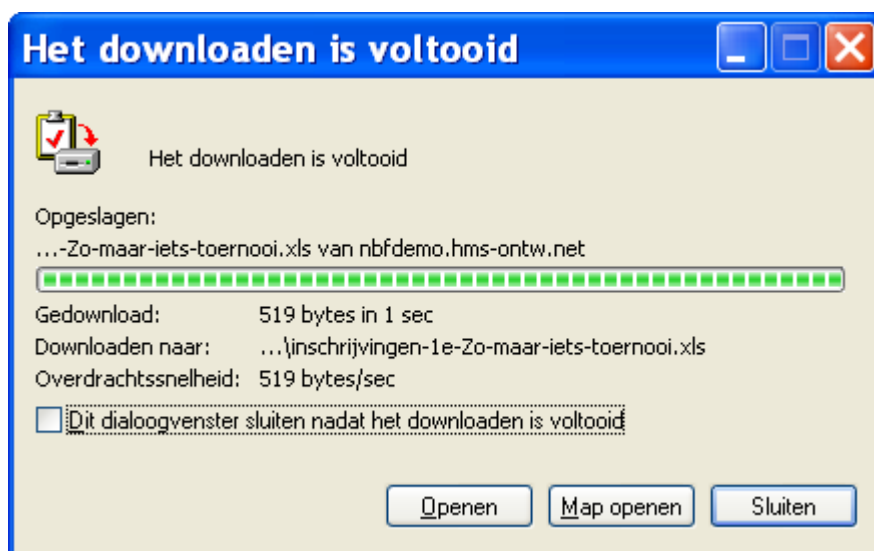 Het downloaden is voltooid
Het downloaden is voltooid
Opgeslagen:
...-Zo-maar-iets-toernooi.xls van nbfdemo.hms-ontw.net
Gedownload: 519 bytes in 1 sec
Downloaden naar: ...\inschrijvingen-1e-Zo-maar-iets-toernooi.xls
Overdrachtssnelheid: 519 bytes/sec
Dit dialoogvenster sluiten nadat het downloaden is voltooid
Openen Map openen Sluiten